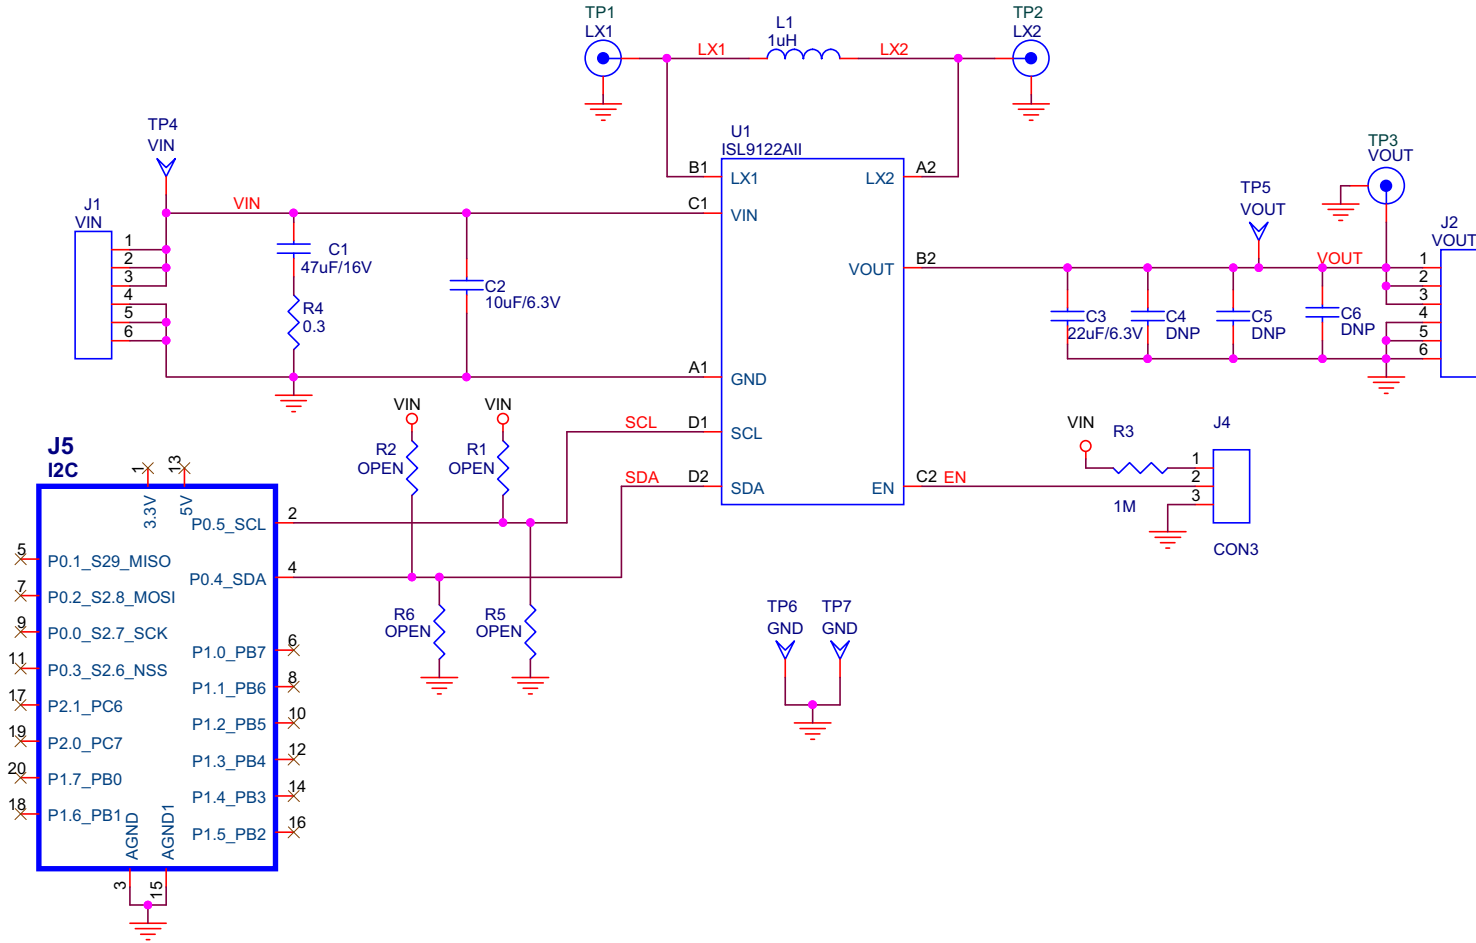 TP1
LX1
L1
1uH
LX1
LX2
TP2
LX2
TP4
VIN
U1
ISL9122AII
TP3
VOUT
B1
LX1
LX2
A2
TP5
VOUT
J1
VIN
VIN
C1
VIN
J2
VOUT
1
2
3
4
5
6
C1
47uF/16V
C2
10uF/6.3V
R4
0.3
VOUT
B2
VOUT
1
2
3
4
5
6
C3
22uF/6.3V
C4
DNP
C5
DNP
C6
DNP
A1
GND
VIN
VIN
R2
OPEN
R1
OPEN
SCL
D1
SCL
SDA
D2
SDA
EN
C2
EN
VIN
R3
1M
J4
1
2
3
CON3
J5
I2C
1
3.3V
13
5V
P0.5_SCL
2
5
P0.1_S29_MISO
P0.4_SDA
4
7
P0.2_S2.8_MOSI
9
P0.0_S2.7_SCK
11
P0.3_S2.6_NSS
17
P2.1_PC6
19
P2.0_PC7
20
P1.7_PB0
18
P1.6_PB1
P1.0_PB7
6
P1.1_PB6
8
P1.2_PB5
10
P1.3_PB4
12
P1.4_PB3
14
P1.5_PB2
16
AGND
3
AGND1
15
R6
OPEN
R5
OPEN
TP6
GND
TP7
GND